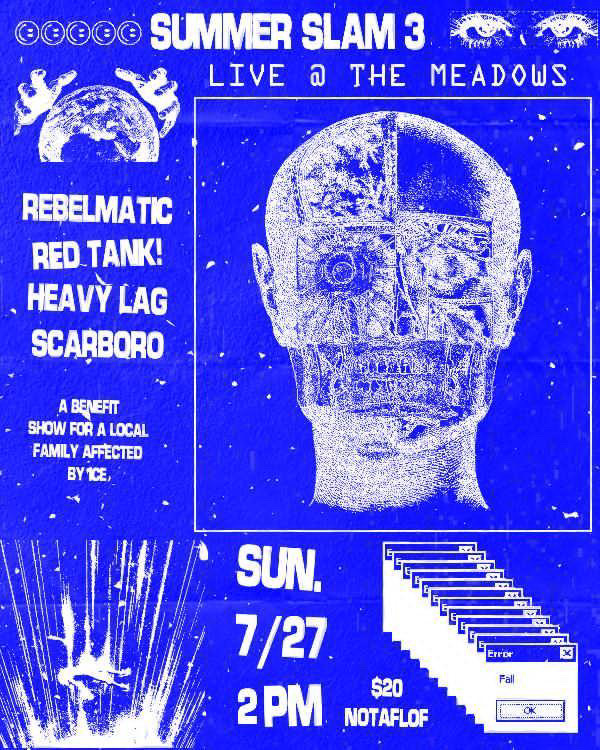 SUMMER SLAM 3
LIVE @ THE MEADOWS
REBELMATIC
RED TANK!
HEAVY LAG
SCARBORO
A BENEFIT
SHOW FOR A LOCAL
FAMILY AFFECTED
BY ICE
SUN.
7/27
2 PM
$20
NOTAFLOF
Error
Fail
OK